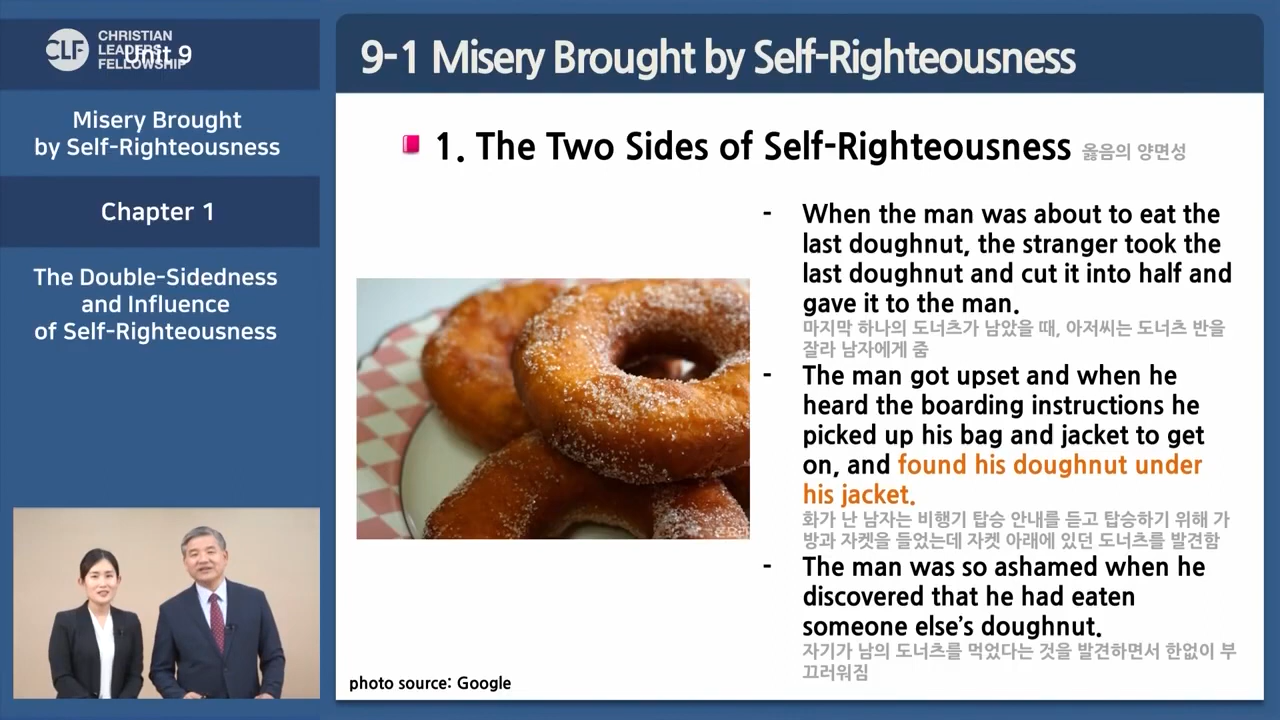 CLF
CHRISTIAN
LEADERS
FELLOWSHIP
Unit 9
Misery Brought
by Self-Righteousness
Chapter 1
The Double-Sidedness
and Influence
of Self-Righteousness
9-1 Misery Brought by Self-Righteousness
1. The Two Sides of Self-Righteousness 옳음의 양면성
- When the man was about to eat the
last doughnut, the stranger took the
last doughnut and cut it into half and
gave it to the man.
마지막 하나의 도너츠가 남았을 때, 아저씨는 도너츠 반을
잘라 남자에게 줌
- The man got upset and when he
heard the boarding instructions he
picked up his bag and jacket to get
on, and found his doughnut under
his jacket.
화가 난 남자는 비행기 탑승 안내를 듣고 탑승하기 위해 가
방과 자켓을 들었는데 자켓 아래에 있던 도너츠를 발견함
- The man was so ashamed when he
discovered that he had eaten
someone else's doughnut.
자기가 남의 도너츠를 먹었다는 것을 발견하면서 한없이 부
끄러워짐
photo source: Google